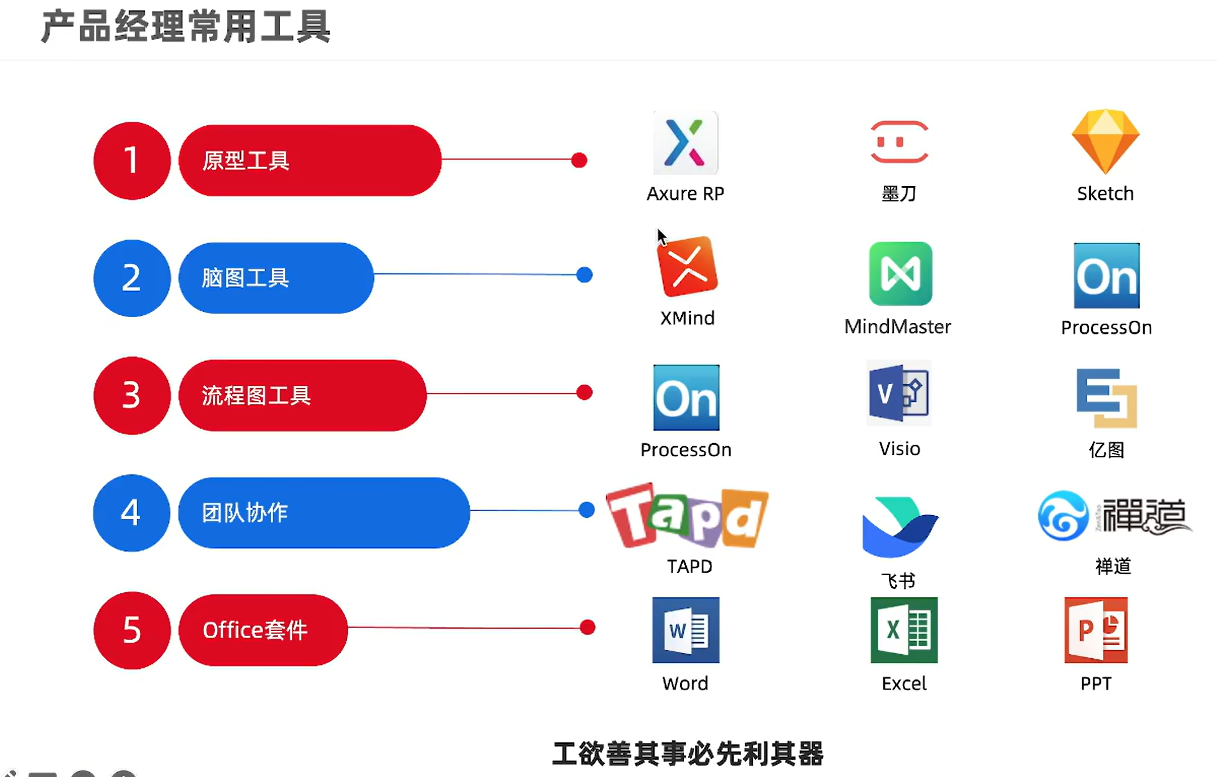 产品经理常用工具
1 原型工具
Axure RP 墨刀 Sketch
2 脑图工具
On
XMind MindMaster ProcessOn
3 流程图工具
On V
ProcessOn Visio 亿图
4 团队协作
Tapd 禪道
TAPD 飞书 禅道
5 Office套件
W X P
Word Excel PPT
工欲善其事必先利其器